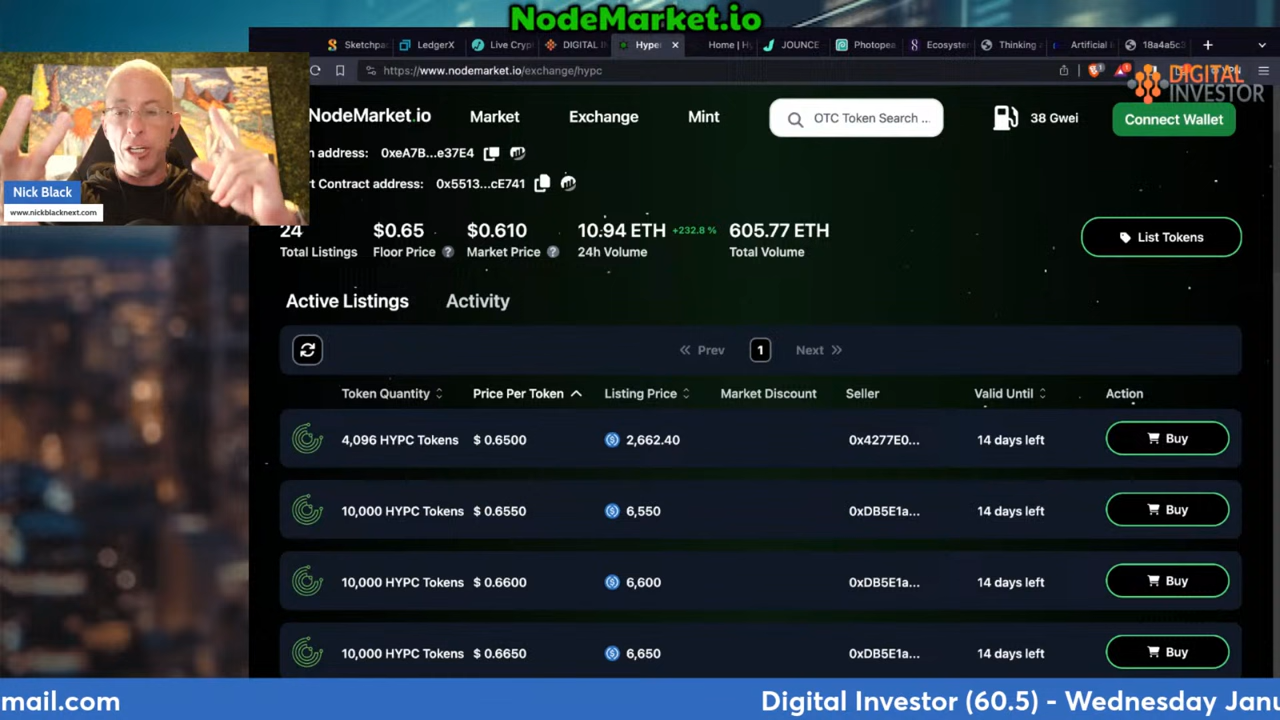 NodeMarket.io
Sketchpa
LedgerX
Live Cryp
DIGITAL I
Hype
Home | H
JOUNCE
Photopea
Ecosyste
Thinking
Artificial
18a4a5c3
https://www.nodemarket.io/exchange/hypc
DIGITAL
INVESTOR
NodeMarket.io
Market
Exchange
Mint
OTC Token Search ...
38 Gwei
Connect Wallet
n address: 0xeA7B...e37E4
rt Contract address: 0x5513...cE741
Nick Black
www.nickblacknext.com
24
$0.65
$0.610
10.94 ETH +232.8 %
605.77 ETH
Total Listings
Floor Price
Market Price
24h Volume
Total Volume
List Tokens
Active Listings
Activity
Prev
1
Next
Token Quantity
Price Per Token
Listing Price
Market Discount
Seller
Valid Until
Action
4,096 HYPC Tokens $ 0.6500 2,662.40 0x4277E0... 14 days left Buy
10,000 HYPC Tokens $ 0.6550 6,550 0xDB5E1a... 14 days left Buy
10,000 HYPC Tokens $ 0.6600 6,600 0xDB5E1a... 14 days left Buy
10,000 HYPC Tokens $ 0.6650 6,650 0xDB5E1a... 14 days left Buy
mail.com
Digital Investor (60.5) - Wednesday Janu